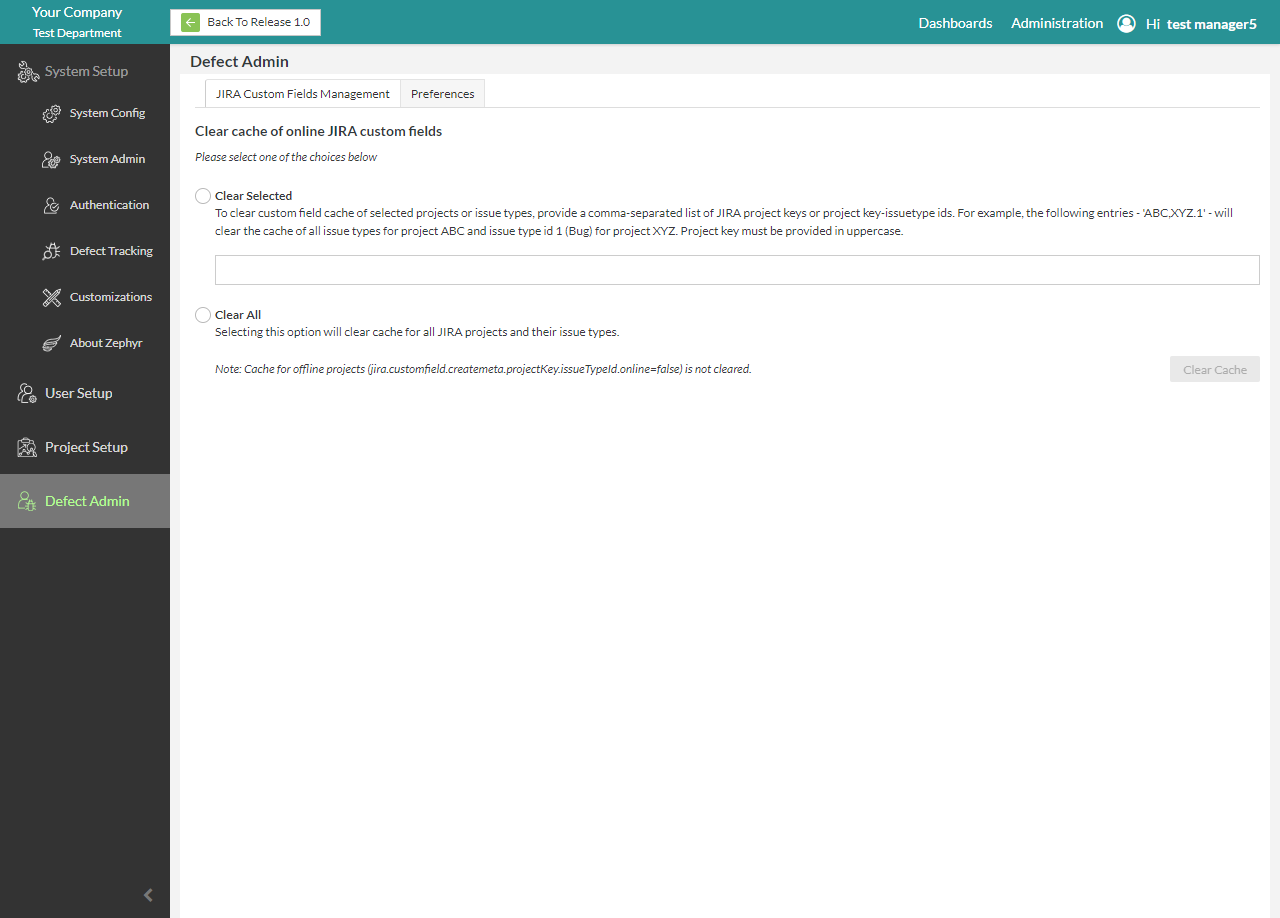 Your Company
Test Department
Back To Release 1.0
Dashboards
Administration
Hi test manager5
System Setup
System Config
System Admin
Authentication
Defect Tracking
Customizations
About Zephyr
User Setup
Project Setup
Defect Admin
Defect Admin
JIRA Custom Fields Management
Preferences
Clear cache of online JIRA custom fields
Please select one of the choices below
Clear Selected
To clear custom field cache of selected projects or issue types, provide a comma-separated list of JIRA project keys or project key-issuetype ids. For example, the following entries - 'ABC,XYZ.1' - will
clear the cache of all issue types for project ABC and issue type id 1 (Bug) for project XYZ. Project key must be provided in uppercase.
Clear All
Selecting this option will clear cache for all JIRA projects and their issue types.
Note: Cache for offline projects (jira.customfield.createmeta.projectKey.issueTypeId.online=false) is not cleared.
Clear Cache